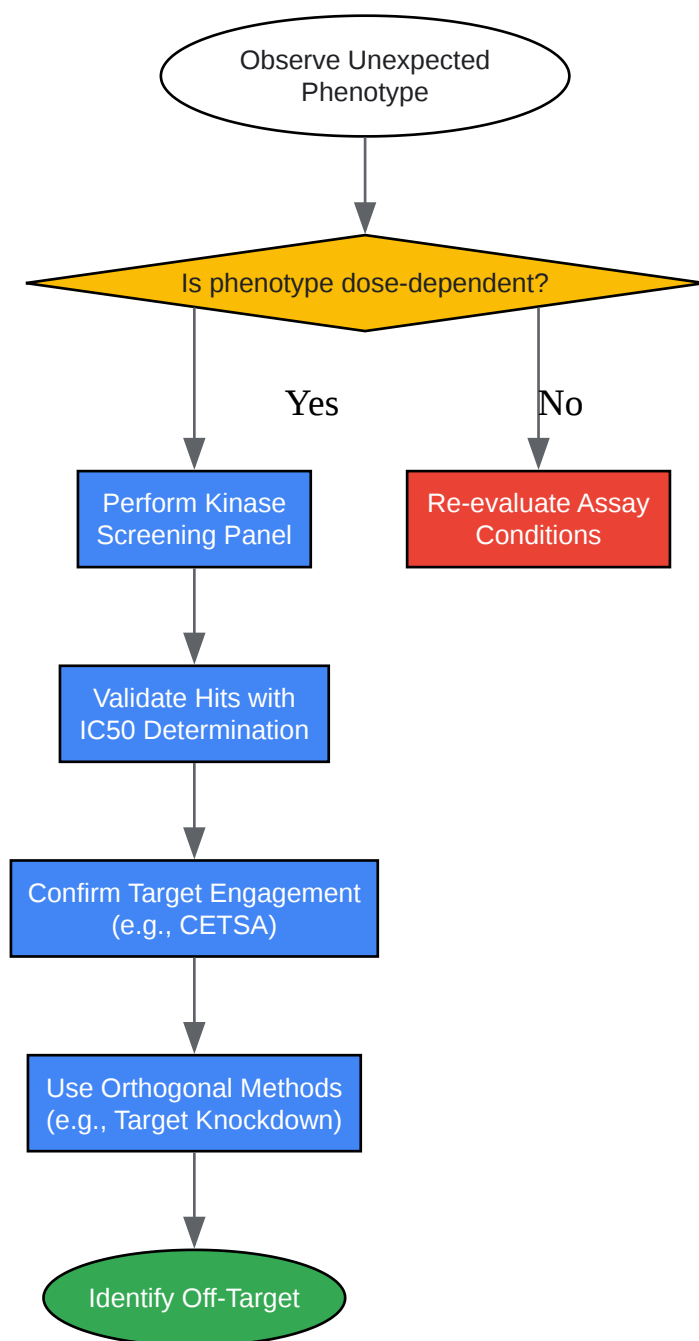 Observe Unexpected
Phenotype
Is phenotype dose-dependent?
Yes
No
Perform Kinase
Screening Panel
Re-evaluate Assay
Conditions
Validate Hits with
IC50 Determination
Confirm Target Engagement
(e.g., CETSA)
Use Orthogonal Methods
(e.g., Target Knockdown)
Identify Off-Target